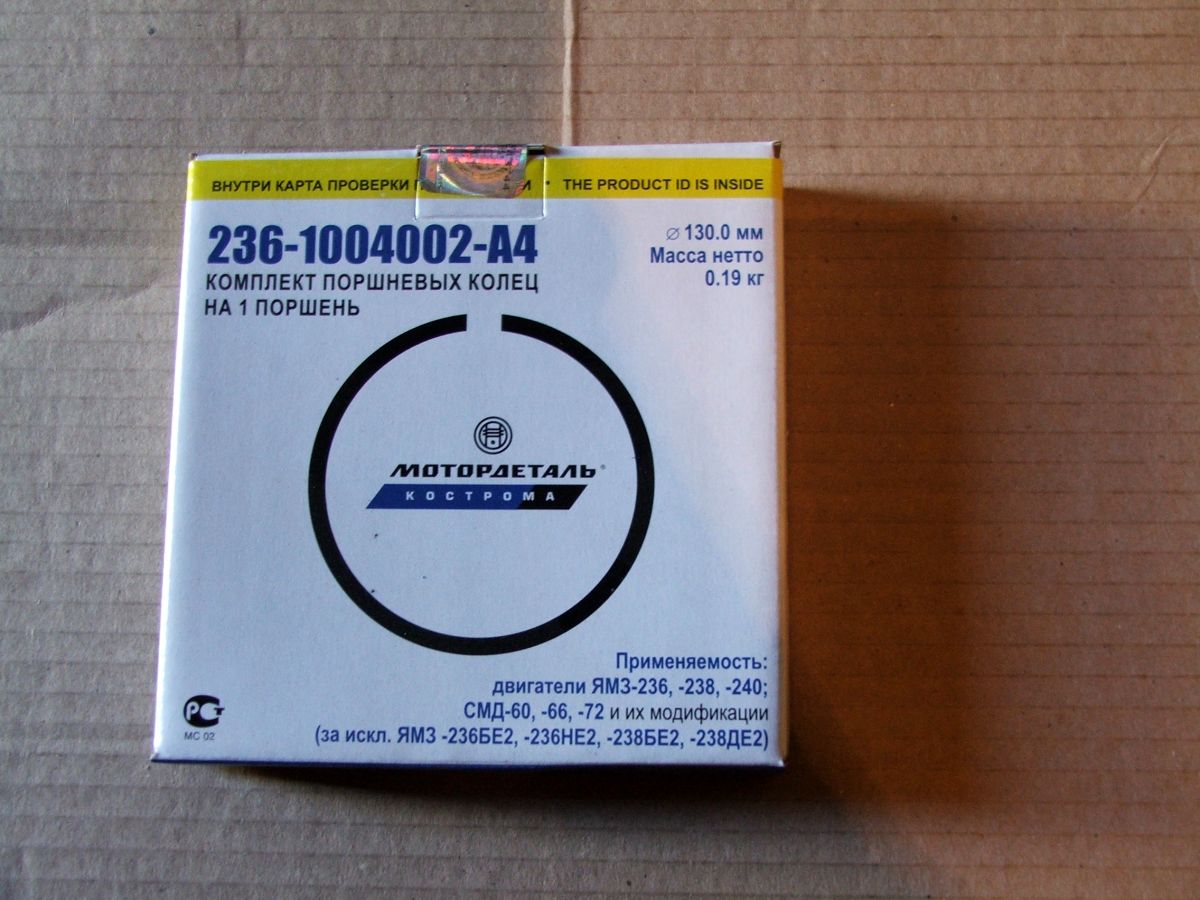 ВНУТРИ КАРТА ПРОВЕРКИ • THE PRODUCT ID IS INSIDE
236-1004002-А4
КОМПЛЕКТ ПОРШНЕВЫХ КОЛЕЦ
НА 1 ПОРШЕНЬ
⌀ 130.0 мм
Масса нетто
0.19 кг
МОТОРДЕТАЛЬ®
КОСТРОМА
Применяемость:
двигатели ЯМЗ-236, -238, -240;
СМД-60, -66, -72 и их модификации
(за искл. ЯМЗ -236БЕ2, -236НЕ2, -238БЕ2, -238ДЕ2)
РСТ
МС 02